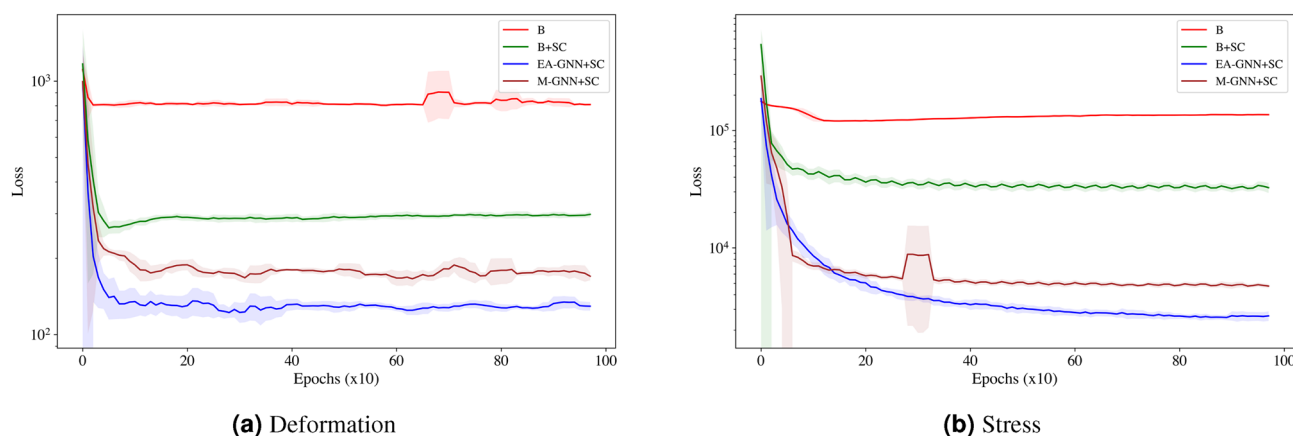 B
B+SC
EA-GNN+SC
M-GNN+SC
10³
10²
Loss
0
20
40
60
80
100
Epochs (x10)
(a) Deformation
B
B+SC
EA-GNN+SC
M-GNN+SC
10⁵
10⁴
Loss
0
20
40
60
80
100
Epochs (x10)
(b) Stress